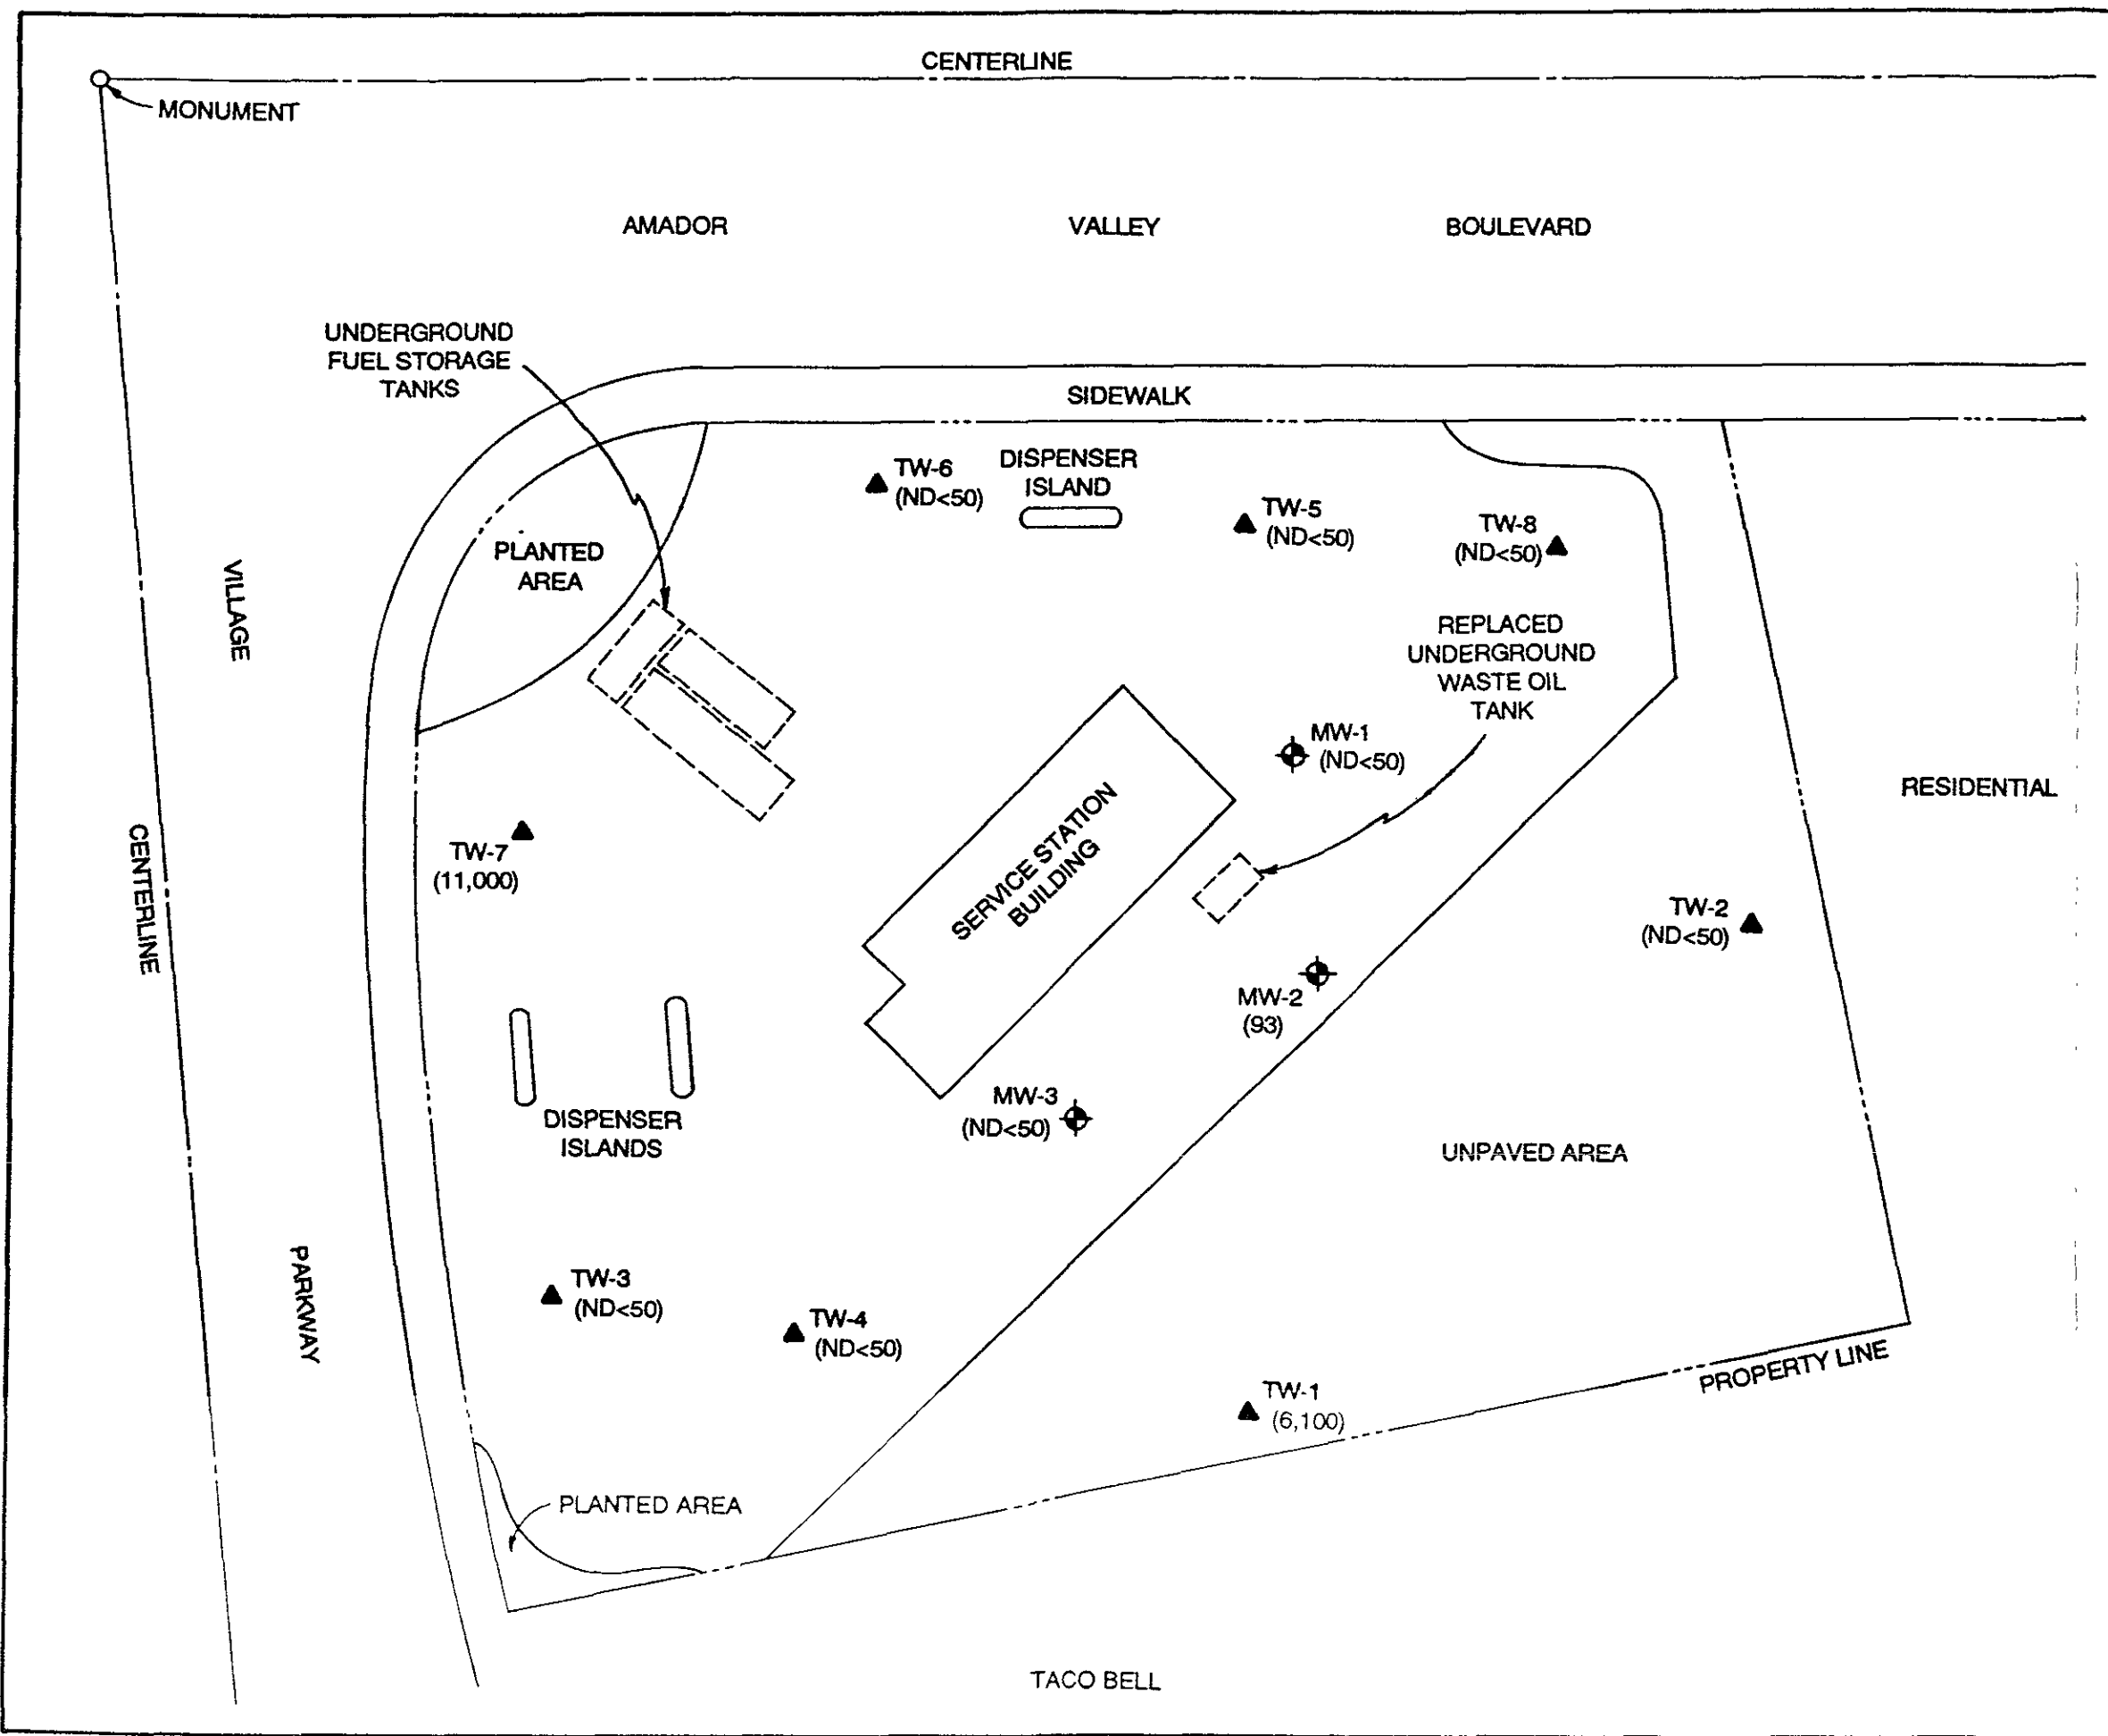 CENTERLINE
MONUMENT
AMADOR VALLEY BOULEVARD
UNDERGROUND
FUEL STORAGE
TANKS
SIDEWALK
TW-6
(ND<50)
DISPENSER
ISLAND
TW-5
(ND<50)
TW-8
(ND<50)
PLANTED
AREA
VILLAGE
REPLACED
UNDERGROUND
WASTE OIL
TANK
MW-1
(ND<50)
RESIDENTIAL
SERVICE STATION
BUILDING
TW-7
(11,000)
CENTERLINE
TW-2
(ND<50)
MW-2
(93)
MW-3
(ND<50)
DISPENSER
ISLANDS
UNPAVED AREA
PARKWAY
TW-3
(ND<50)
TW-4
(ND<50)
PROPERTY LINE
TW-1
(6,100)
PLANTED AREA
TACO BELL